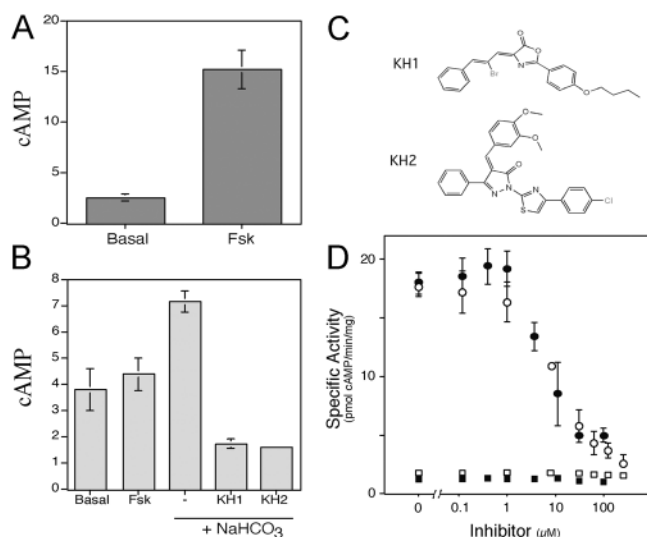 A
cAMP
20
15
10
5
0
Basal
Fsk
B
cAMP
8
7
6
5
4
3
2
1
0
Basal
Fsk
-
KH1
KH2
+ NaHCO3
C
KH1
O
O
N
Br
O
KH2
O
O
O
N
N
N
S
Cl
D
Specific Activity
(pmol cAMP/min/mg)
20
10
0
0
0.1
1
10
100
Inhibitor (μM)